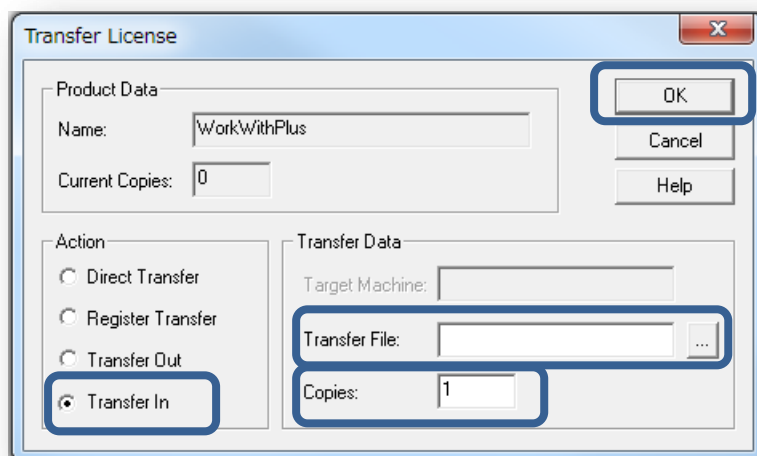 Transfer License
Product Data
Name: WorkWithPlus
Current Copies: 0
OK
Cancel
Help
Action
Direct Transfer
Register Transfer
Transfer Out
Transfer In
Transfer Data
Target Machine:
Transfer File: ...
Copies: 1